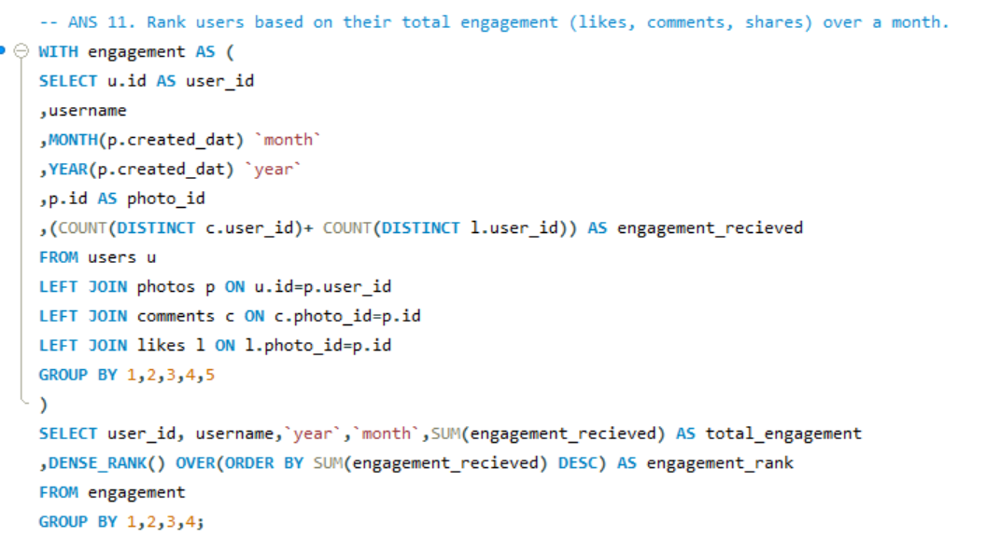 -- ANS 11. Rank users based on their total engagement (likes, comments, shares) over a month.
WITH engagement AS (
SELECT u.id AS user_id
,username
,MONTH(p.created_dat) `month`
,YEAR(p.created_dat) `year`
,p.id AS photo_id
,(COUNT(DISTINCT c.user_id)+ COUNT(DISTINCT l.user_id)) AS engagement_recieved
FROM users u
LEFT JOIN photos p ON u.id=p.user_id
LEFT JOIN comments c ON c.photo_id=p.id
LEFT JOIN likes l ON l.photo_id=p.id
GROUP BY 1,2,3,4,5
)
SELECT user_id, username,`year`,`month`,SUM(engagement_recieved) AS total_engagement
,DENSE_RANK() OVER(ORDER BY SUM(engagement_recieved) DESC) AS engagement_rank
FROM engagement
GROUP BY 1,2,3,4;